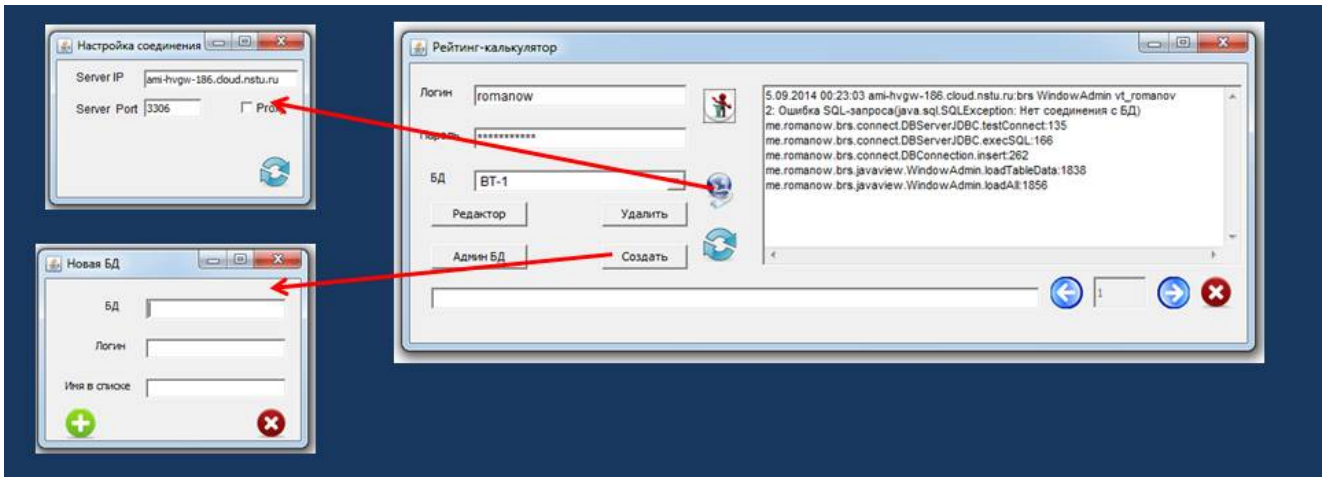 Настройка соединения
Server IP ami-hvgw-186.cloud.nstu.ru
Server Port 3306
Новая БД
БД
Логин
Имя в списке
Рейтинг-калькулятор
Логин romanow
Пароль ***********
БД BT-1
Редактор Удалить
Админ БД Создать
5.09.2014 00:23:03 ami-hvgw-186.cloud.nstu.ru:brs WindowAdmin vt_romanov
2: Ошибка SQL-запроса(java.sql.SQLException: Нет соединения с БД)
me.romanow.brs.connect.DBServerJDBC.testConnect:135
me.romanow.brs.connect.DBServerJDBC.execSQL:166
me.romanow.brs.connect.DBConnection.insert:262
me.romanow.brs.javaview.WindowAdmin.loadTableData:1838
me.romanow.brs.javaview.WindowAdmin.loadAll:1856
1